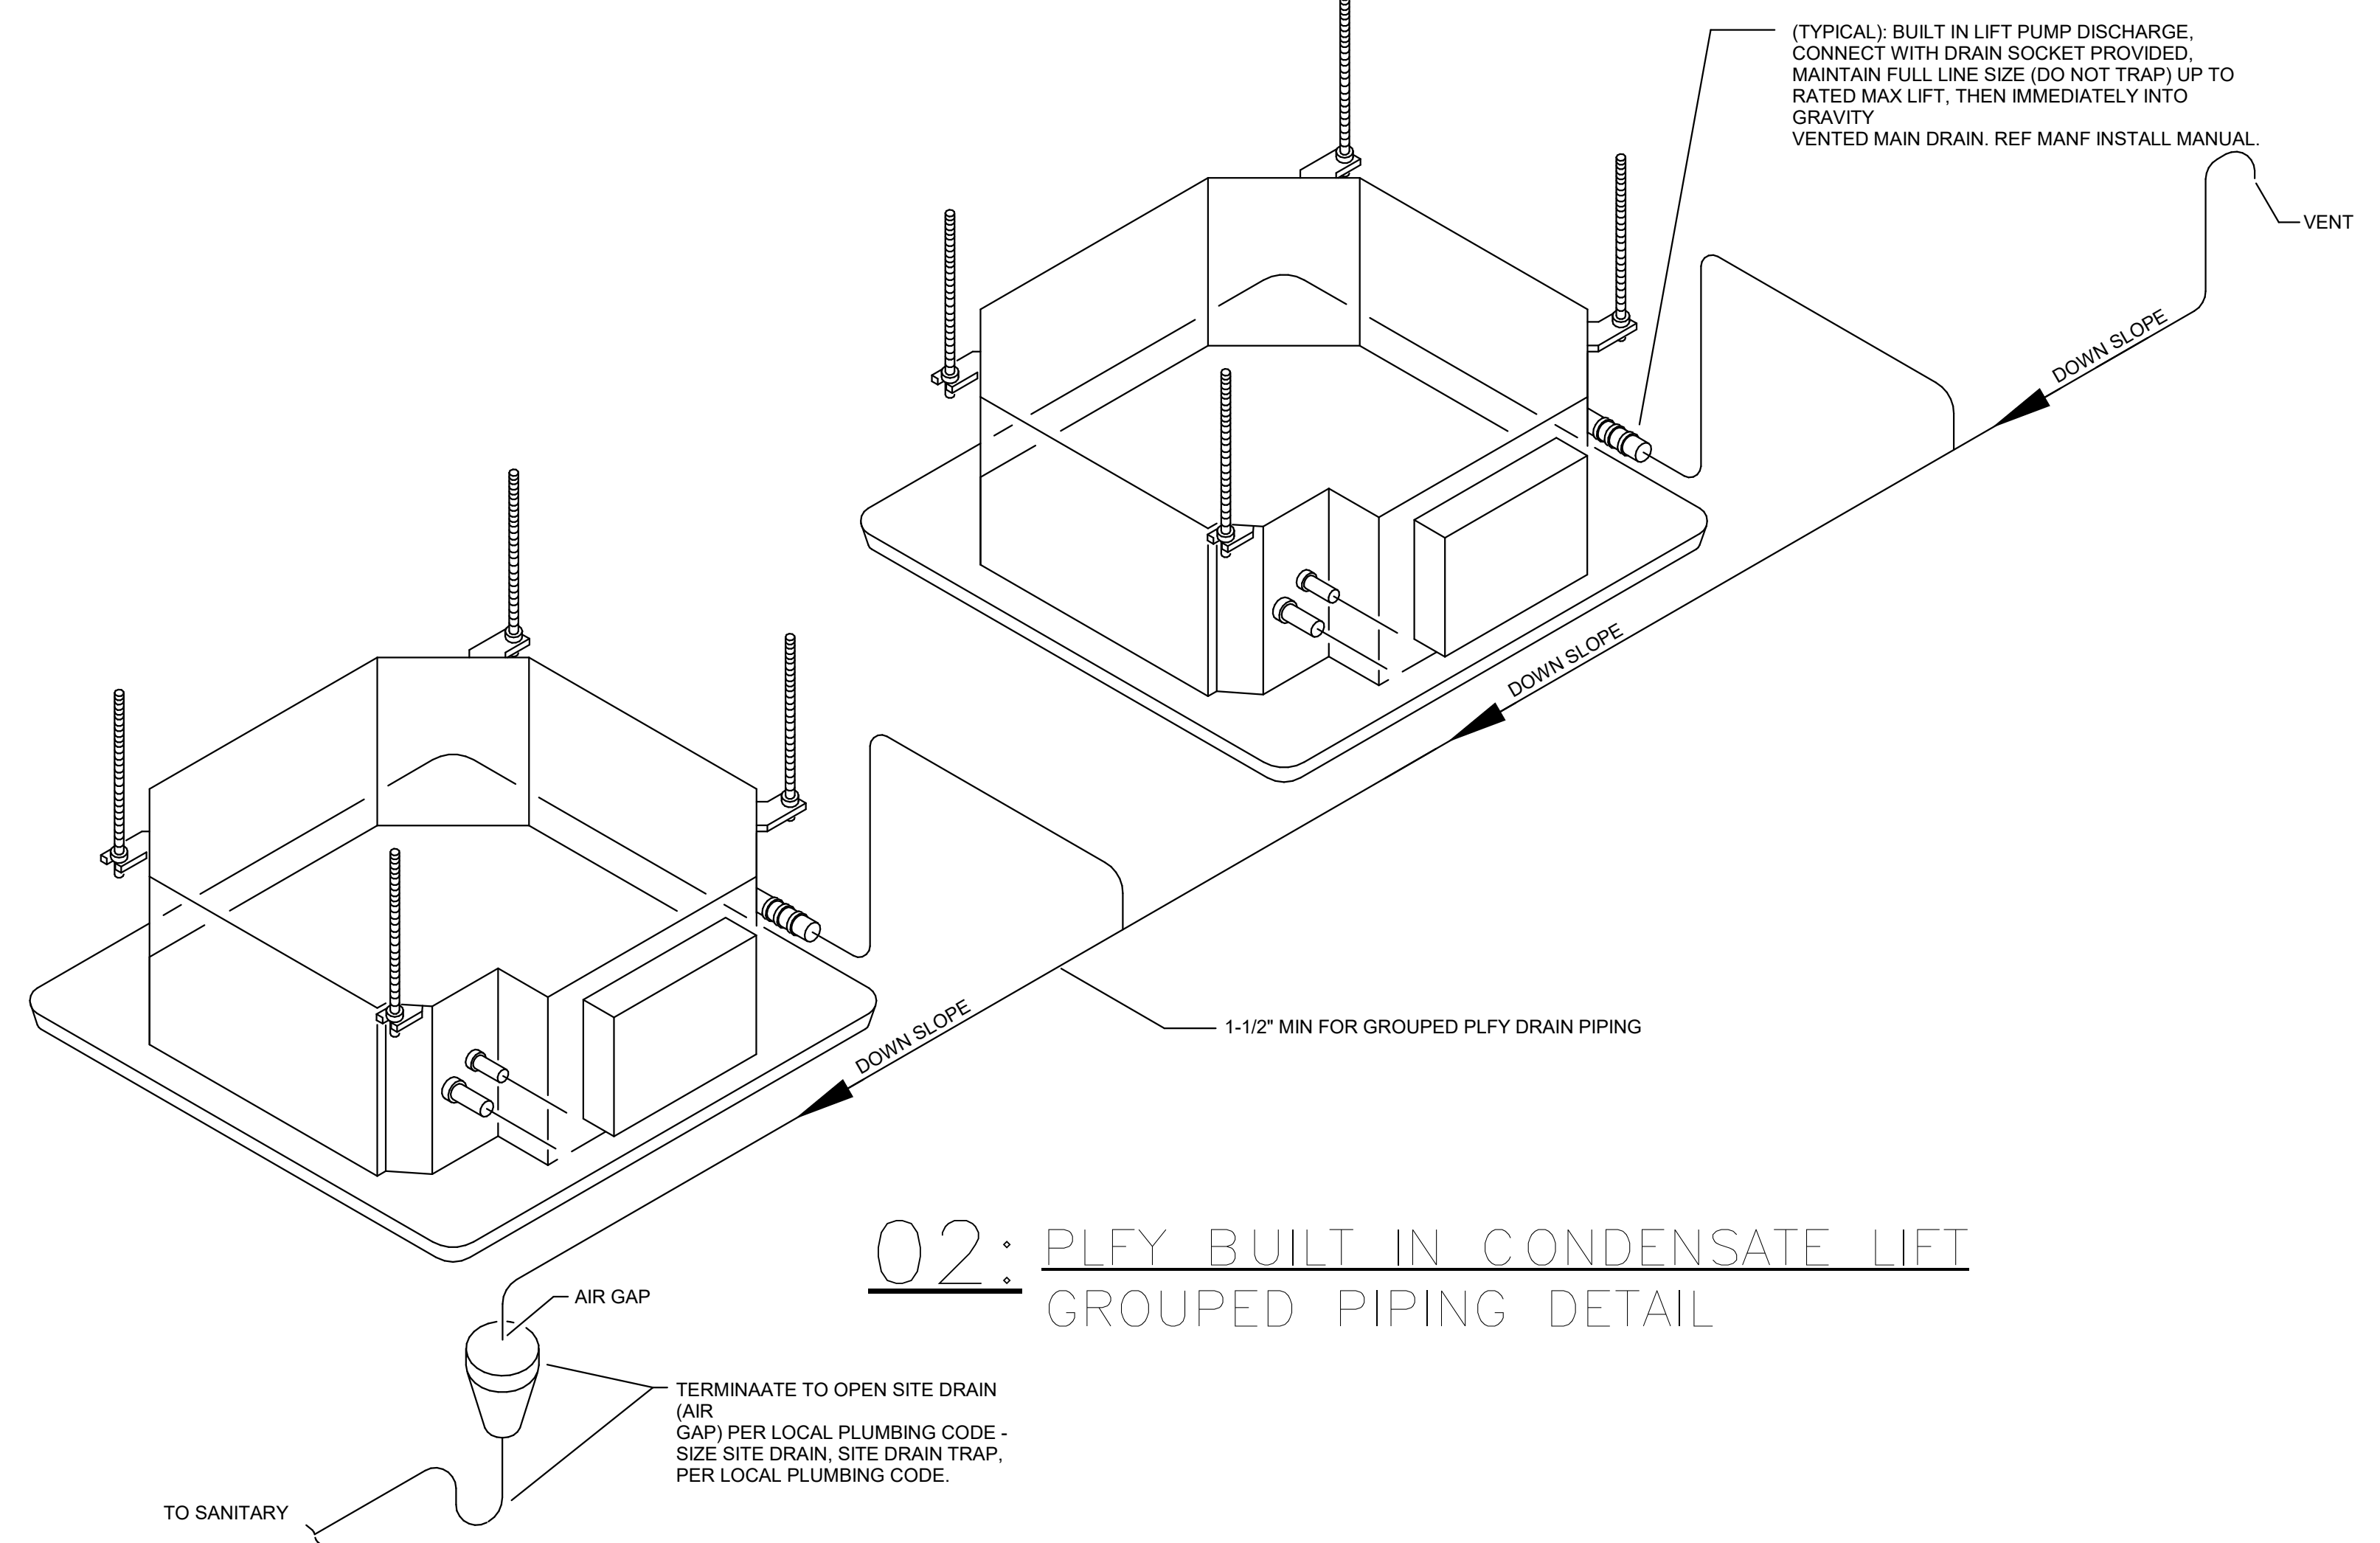 (TYPICAL): BUILT IN LIFT PUMP DISCHARGE,
CONNECT WITH DRAIN SOCKET PROVIDED,
MAINTAIN FULL LINE SIZE (DO NOT TRAP) UP TO
RATED MAX LIFT, THEN IMMEDIATELY INTO
GRAVITY
VENTED MAIN DRAIN. REF MANF INSTALL MANUAL.
VENT
DOWN SLOPE
DOWN SLOPE
DOWN SLOPE
1-1/2" MIN FOR GROUPED PLFY DRAIN PIPING
02: PLFY BUILT IN CONDENSATE LIFT
GROUPED PIPING DETAIL
AIR GAP
TERMINAATE TO OPEN SITE DRAIN
(AIR
GAP) PER LOCAL PLUMBING CODE -
SIZE SITE DRAIN, SITE DRAIN TRAP,
PER LOCAL PLUMBING CODE.
TO SANITARY